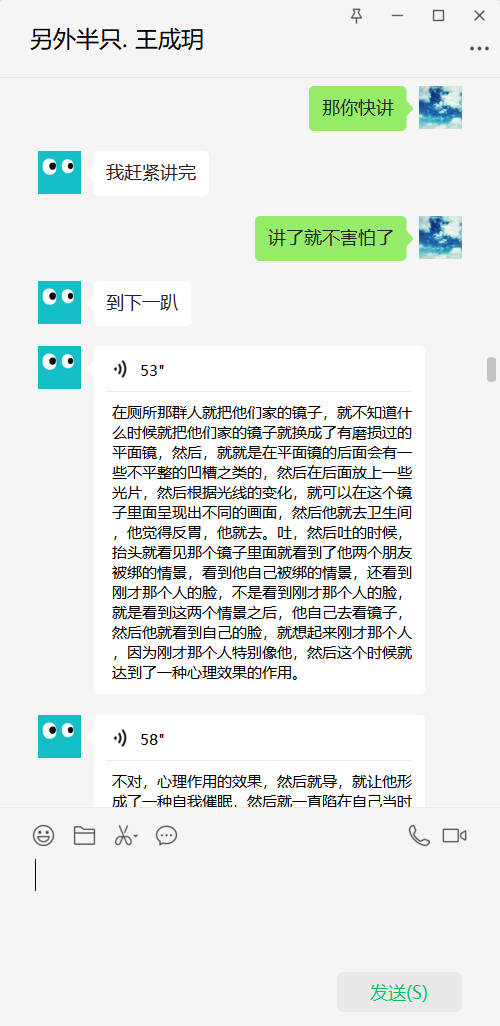 另外半只. 王成玥
那你快讲
我赶紧讲完
讲了就不害怕了
到下一趴
53"
在厕所那群人就把他们家的镜子，就不知道什
么时候就把他们家的镜子就换成了有磨损过的
平面镜，然后，就就是在平面镜的后面会有一
些不平整的凹槽之类的，然后在后面放上一些
光片，然后根据光线的变化，就可以在这个镜
子里面呈现出不同的画面，然后他就去卫生间
，他觉得反胃，他就去。吐，然后吐的时候，
抬头就看见那个镜子里面就看到了他两个朋友
被绑的情景，看到他自己被绑的情景，还看到
刚才那个人的脸，不是看到刚才那个人的脸，
就是看到这两个情景之后，他自己去看镜子，
然后他就看到自己的脸，就想起来刚才那个人
，因为刚才那个人特别像他，然后这个时候就
达到了一种心理效果的作用。
58"
不对，心理作用的效果，然后就导，就让他形
成了一种自我催眠，然后就一直陷在自己当时
发送(S)